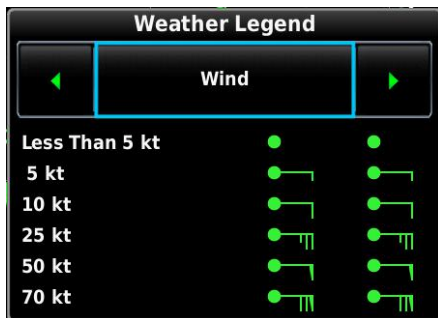 Weather Legend
Wind
Less Than 5 kt
5 kt
10 kt
25 kt
50 kt
70 kt